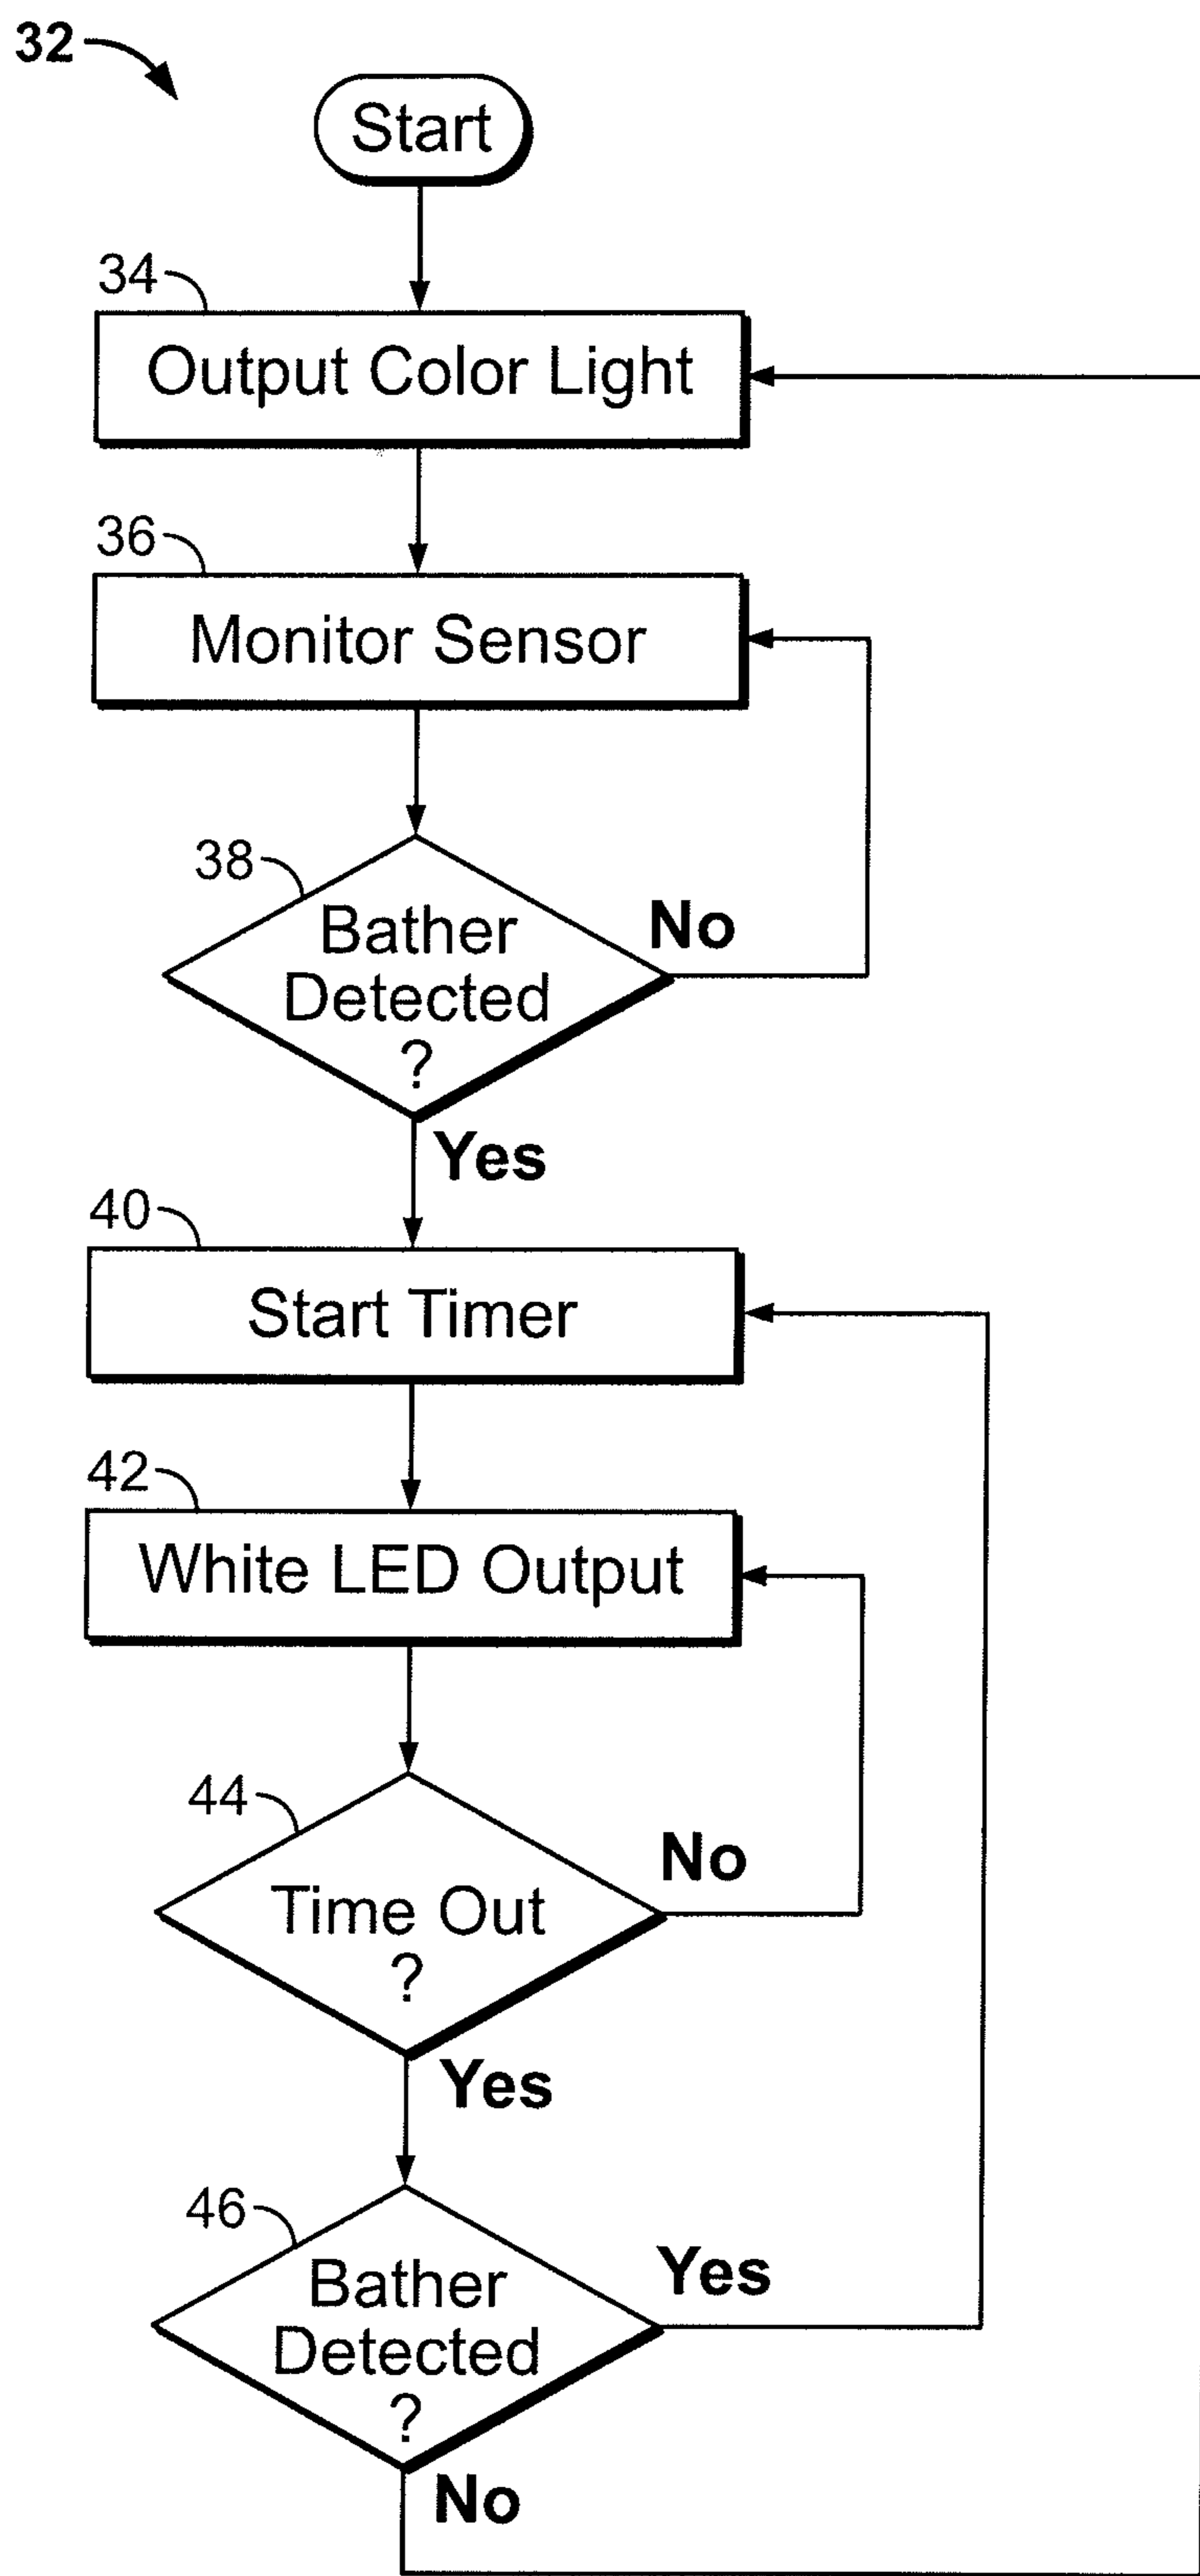 32
Start
34
Output Color Light
36
Monitor Sensor
38
Bather
Detected
?
No
Yes
40
Start Timer
42
White LED Output
44
Time Out
?
No
Yes
46
Bather
Detected
?
Yes
No